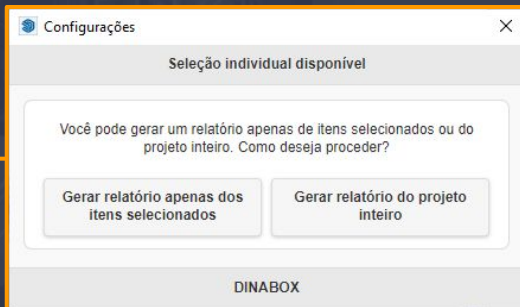 Configurações
Seleção individual disponível
Você pode gerar um relatório apenas de itens selecionados ou do
projeto inteiro. Como deseja proceder?
Gerar relatório apenas dos
itens selecionados
Gerar relatório do projeto
inteiro
DINABOX